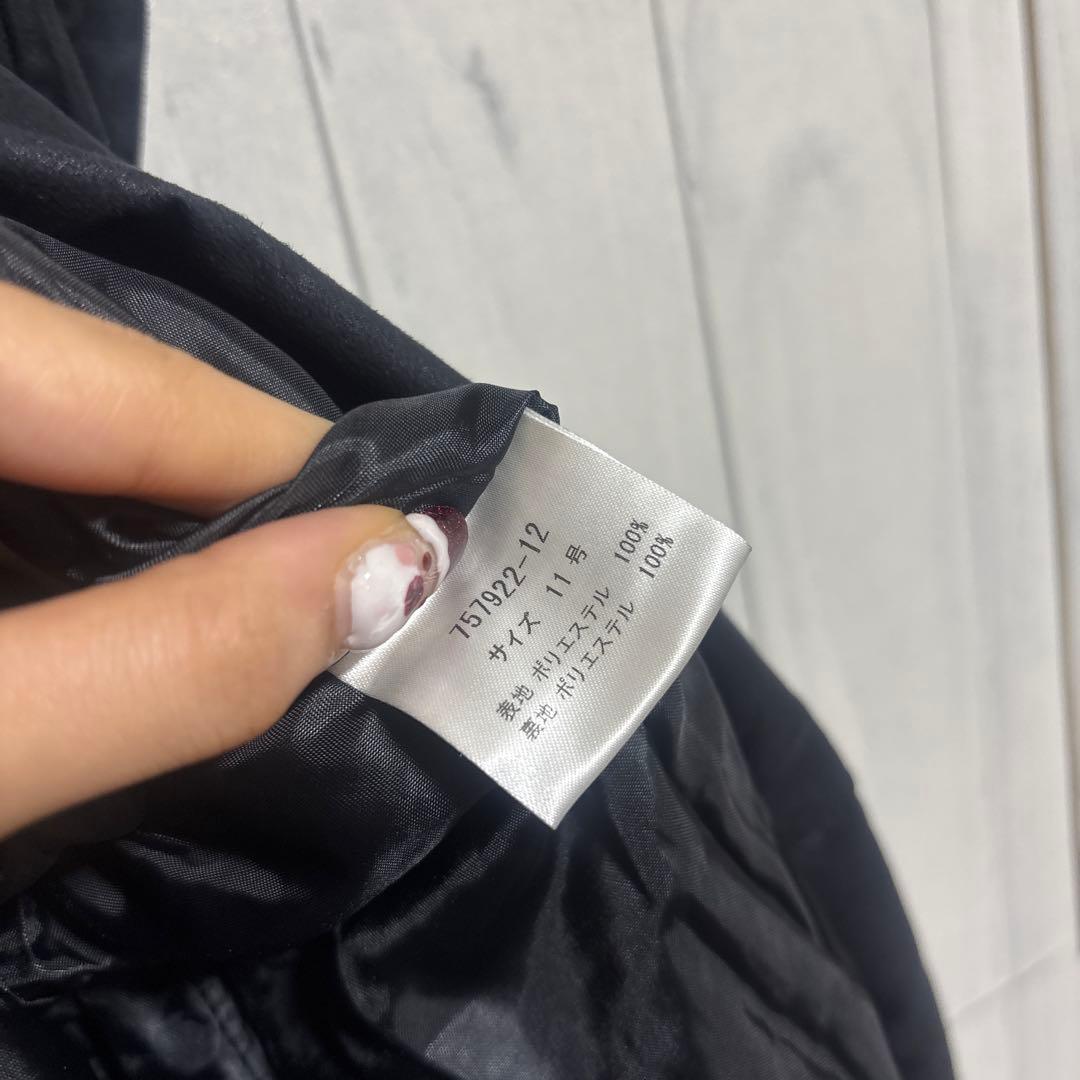 757922-12
サイズ 11号
表地 ポリエステル 100%
裏地 ポリエステル 100%